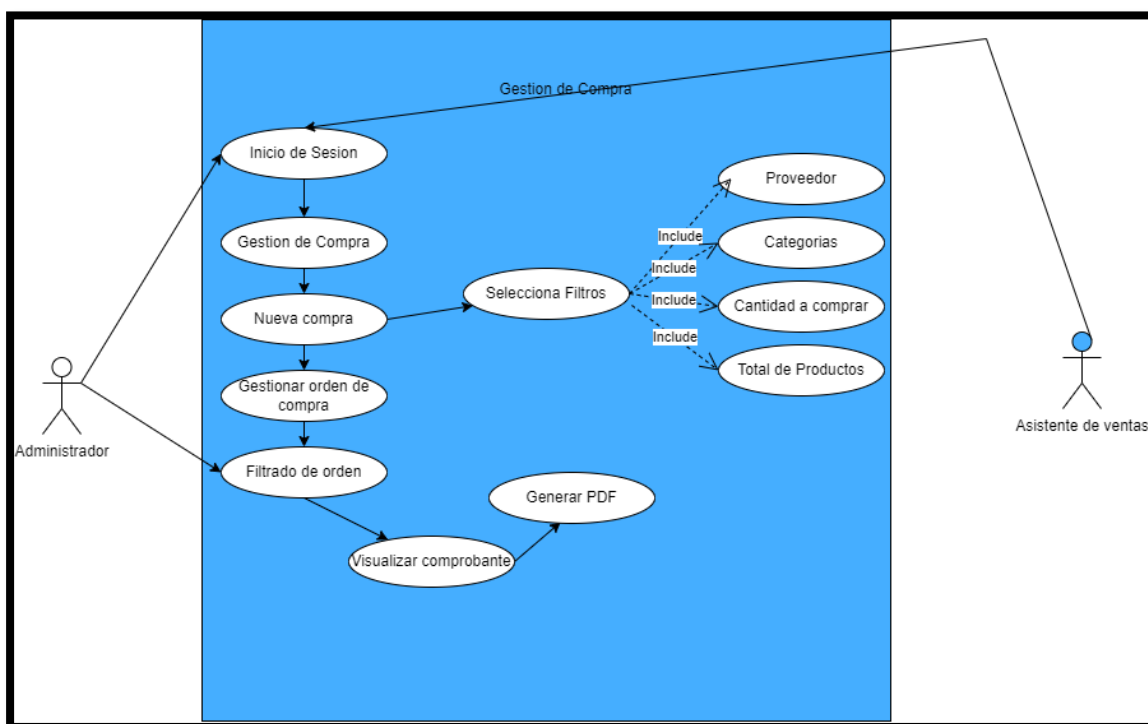 Gestion de Compra
Inicio de Sesion
Proveedor
Include
Categorias
Gestion de Compra
Include
Selecciona Filtros
Include
Cantidad a comprar
Nueva compra
Include
Total de Productos
Gestionar orden de
compra
Administrador
Asistente de ventas
Filtrado de orden
Generar PDF
Visualizar comprobante